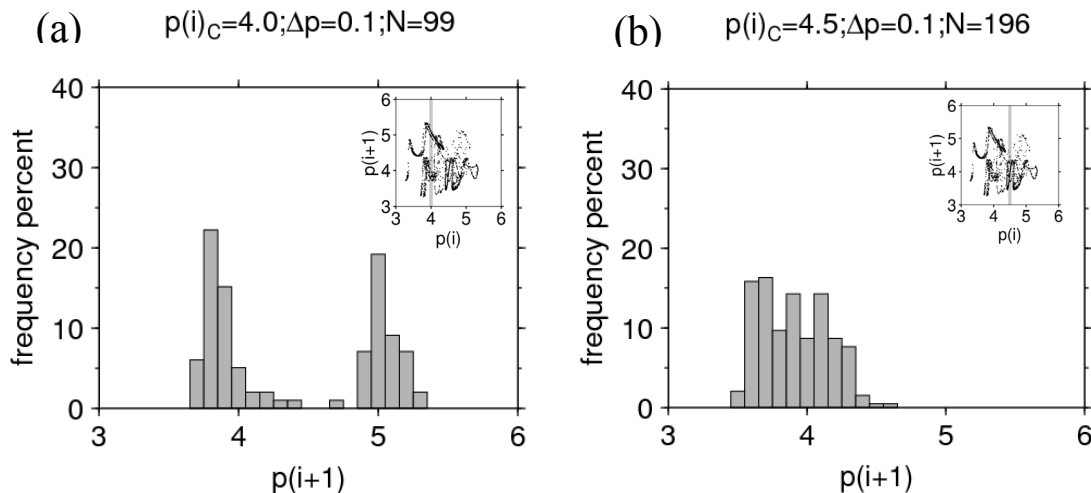 (a)
p(i)C=4.0;Δp=0.1;N=99
40
30
20
10
0
frequency percent
3
4
5
6
p(i+1)
6
5
4
3
p(i+1)
3
4
5
6
p(i)
(b)
p(i)C=4.5;Δp=0.1;N=196
40
30
20
10
0
frequency percent
3
4
5
6
p(i+1)
6
5
4
3
p(i+1)
3
4
5
6
p(i)